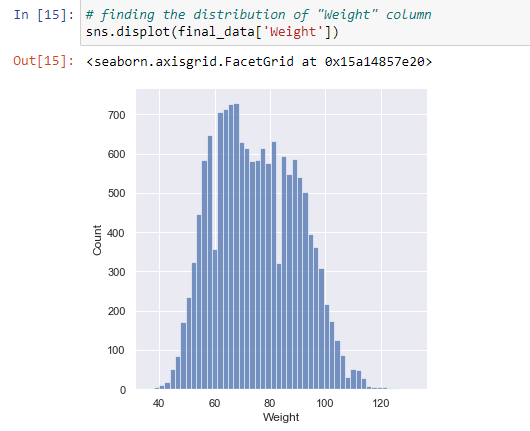 In [15]: # finding the distribution of "Weight" column
sns.displot(final_data['Weight'])
Out[15]: <seaborn.axisgrid.FacetGrid at 0x15a14857e20>
700
600
500
400
300
200
100
0
Count
40 60 80 100 120
Weight